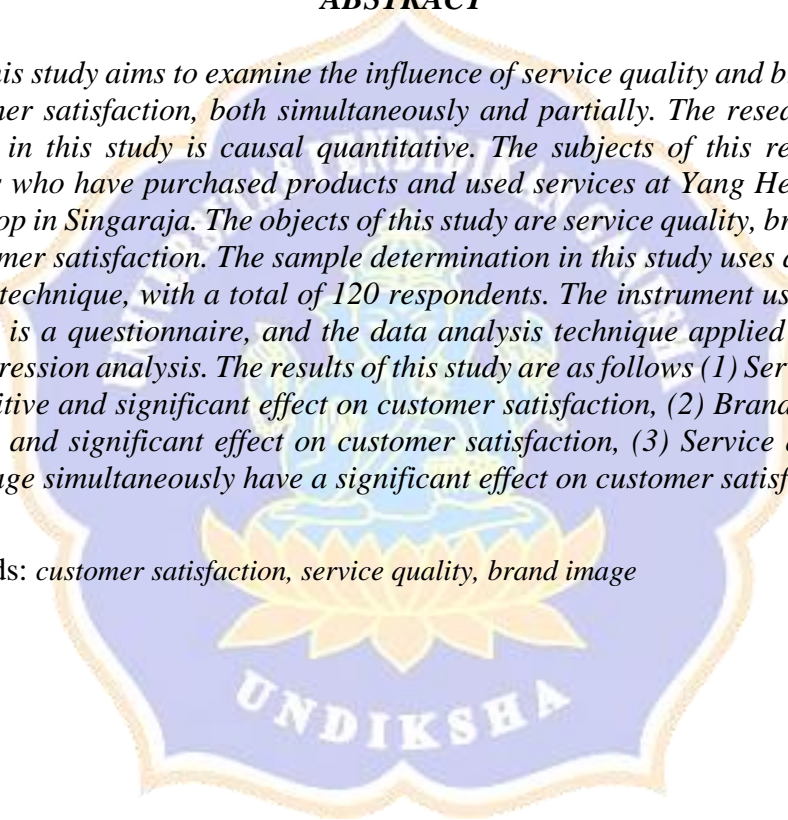 ABSTRACT
his study aims to examine the influence of service quality and b
ner satisfaction, both simultaneously and partially. The resea
in this study is causal quantitative. The subjects of this re
who have purchased products and used services at Yang He
op in Singaraja. The objects of this study are service quality, br
mer satisfaction. The sample determination in this study uses
technique, with a total of 120 respondents. The instrument us
is a questionnaire, and the data analysis technique applied
ression analysis. The results of this study are as follows (1) Ser
itive and significant effect on customer satisfaction, (2) Brand
and significant effect on customer satisfaction, (3) Service
age simultaneously have a significant effect on customer satisf
ds: customer satisfaction, service quality, brand image
UNIVERSITAS PENDIDIKAN GANESHA
UNDIKSHA